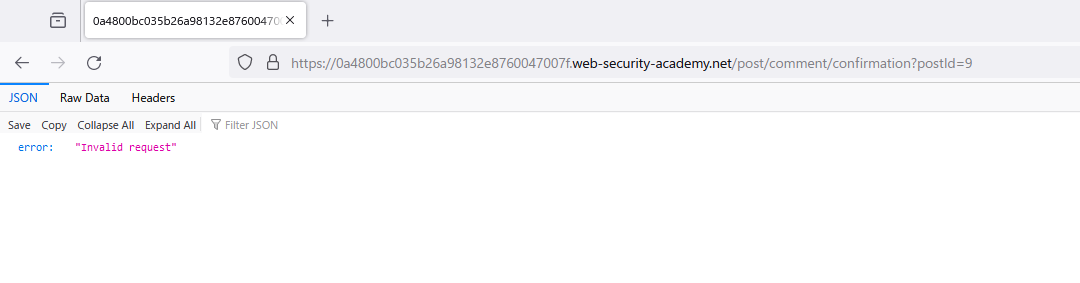 0a4800bc035b26a98132e876004700
https://0a4800bc035b26a98132e8760047007f.web-security-academy.net/post/comment/confirmation?postId=9
JSON Raw Data Headers
Save Copy Collapse All Expand All Filter JSON
error: "Invalid request"